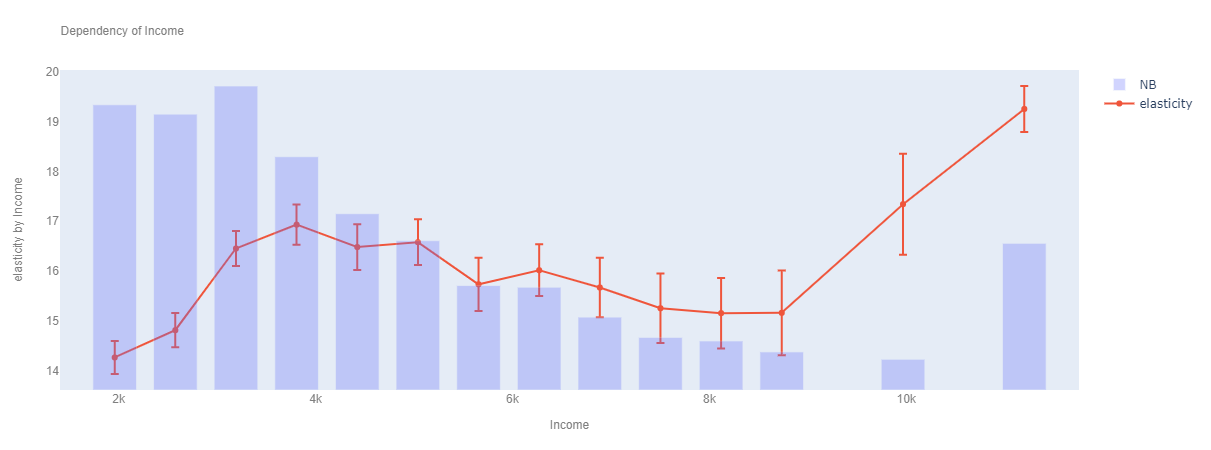 Dependency of Income
20
19
18
17
16
15
14
elasticity by Income
2k
4k
6k
8k
10k
Income
NB
elasticity